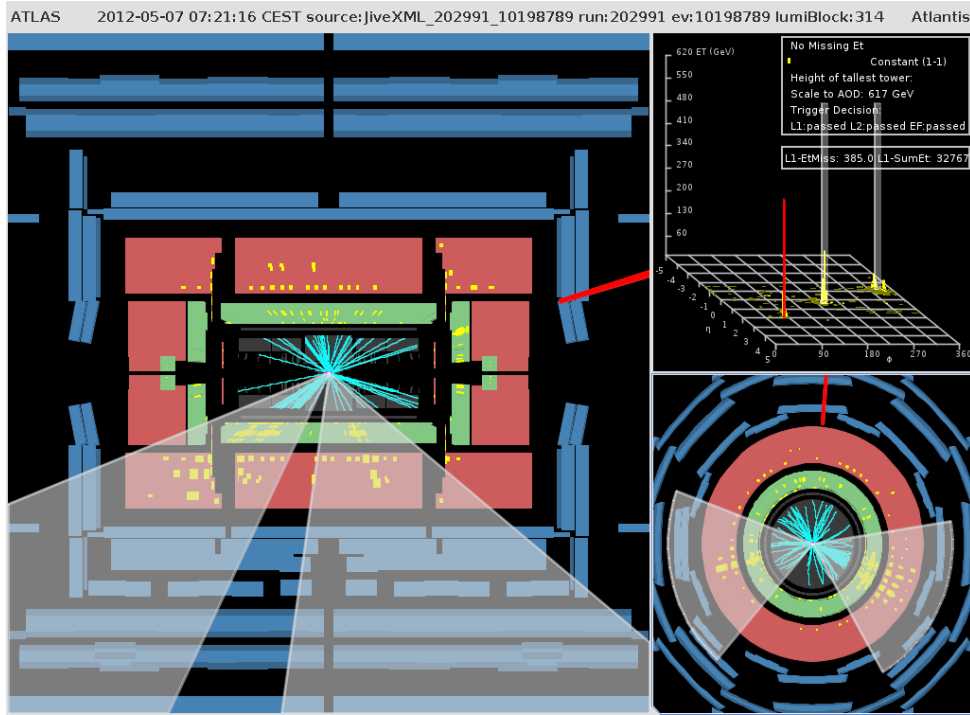 ATLAS 2012-05-07 07:21:16 CEST source:JiveXML_202991_10198789 run:202991 ev:10198789 lumiBlock:314 Atlantis
620 ET (GeV)
550
480
410
340
270
200
130
60
No Missing Et
Constant (1-1)
Height of tallest tower:
Scale to AOD: 617 GeV
Trigger Decision:
L1:passed L2:passed EF:passed
L1-EtMiss: 385.0 L1-SumEt: 32767
-5
-4
-3
-2
-1
0
1
2
3
4
5
η
0
90
180
270
360
Φ